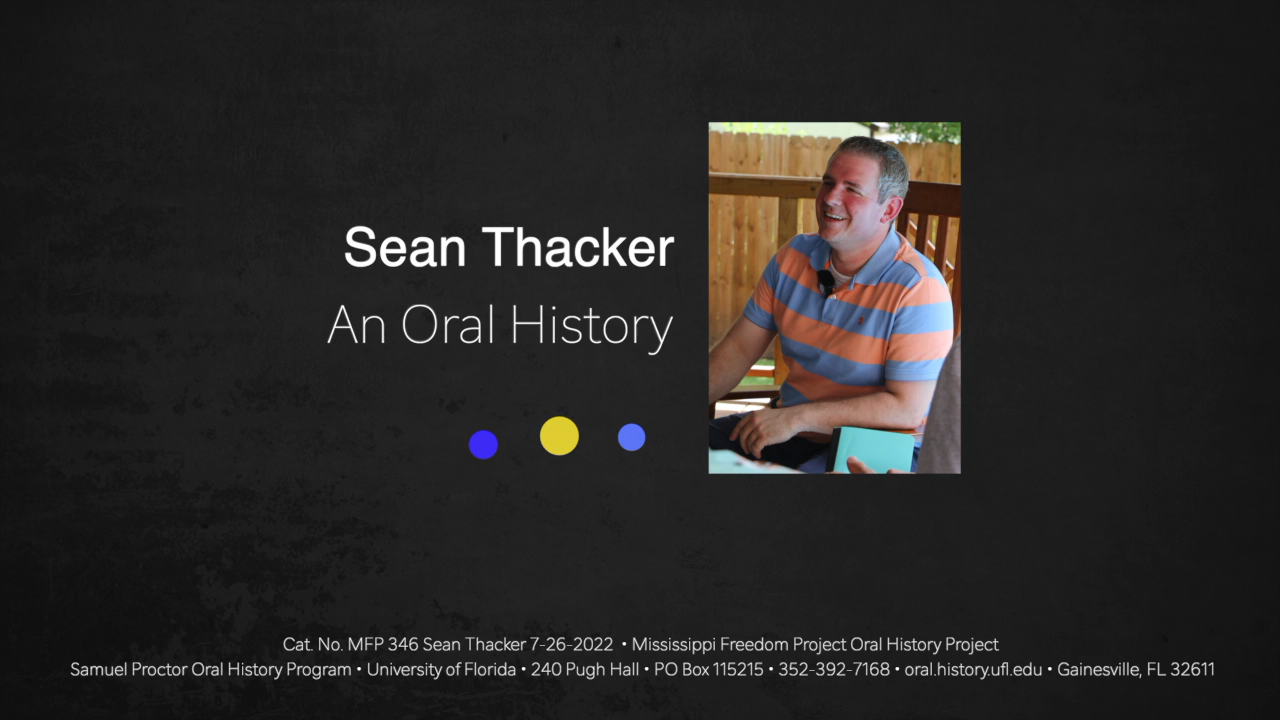 Sean Thacker
An Oral History
Cat. No. MFP 346 Sean Thacker 7-26-2022 • Mississippi Freedom Project Oral History Project
Samuel Proctor Oral History Program • University of Florida • 240 Pugh Hall • PO Box 115215 • 352-392-7168 • oral.history.ufl.edu • Gainesville, FL 32611